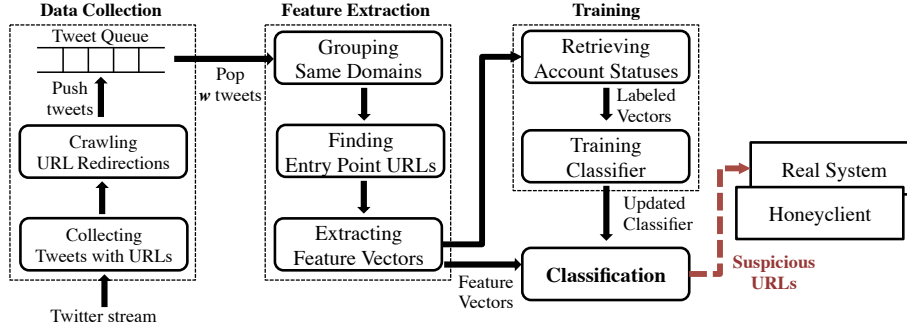 Data Collection
Tweet Queue
Push
tweets
Crawling
URL Redirections
Collecting
Tweets with URLs
Twitter stream
Pop
w tweets
Feature Extraction
Grouping
Same Domains
Finding
Entry Point URLs
Extracting
Feature Vectors
Feature
Vectors
Training
Retrieving
Account Statuses
Labeled
Vectors
Training
Classifier
Updated
Classifier
Classification
Suspicious
URLs
Real System
Honeyclient